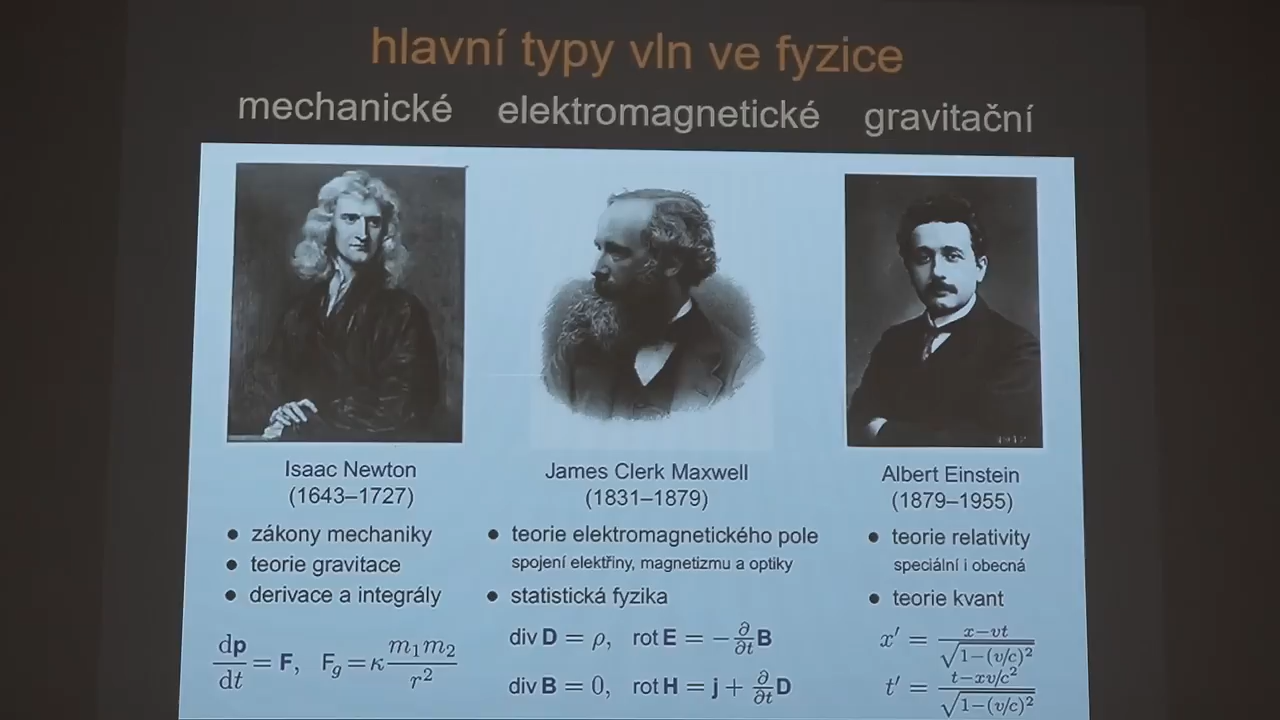 hlavní typy vln ve fyzice
mechanické elektromagnetické gravitační
1912
Isaac Newton
(1643–1727)
• zákony mechaniky
• teorie gravitace
• derivace a integrály
dp/dt = F, F_g = κ m₁m₂/r²
James Clerk Maxwell
(1831–1879)
• teorie elektromagnetického pole
spojení elektřiny, magnetizmu a optiky
• statistická fyzika
div D = ρ, rot E = −∂/∂t B
div B = 0, rot H = j + ∂/∂t D
Albert Einstein
(1879–1955)
• teorie relativity
speciální i obecná
• teorie kvant
x′ = x−vt/√1−(v/c)²
t′ = t−xv/c²/√1−(v/c)²